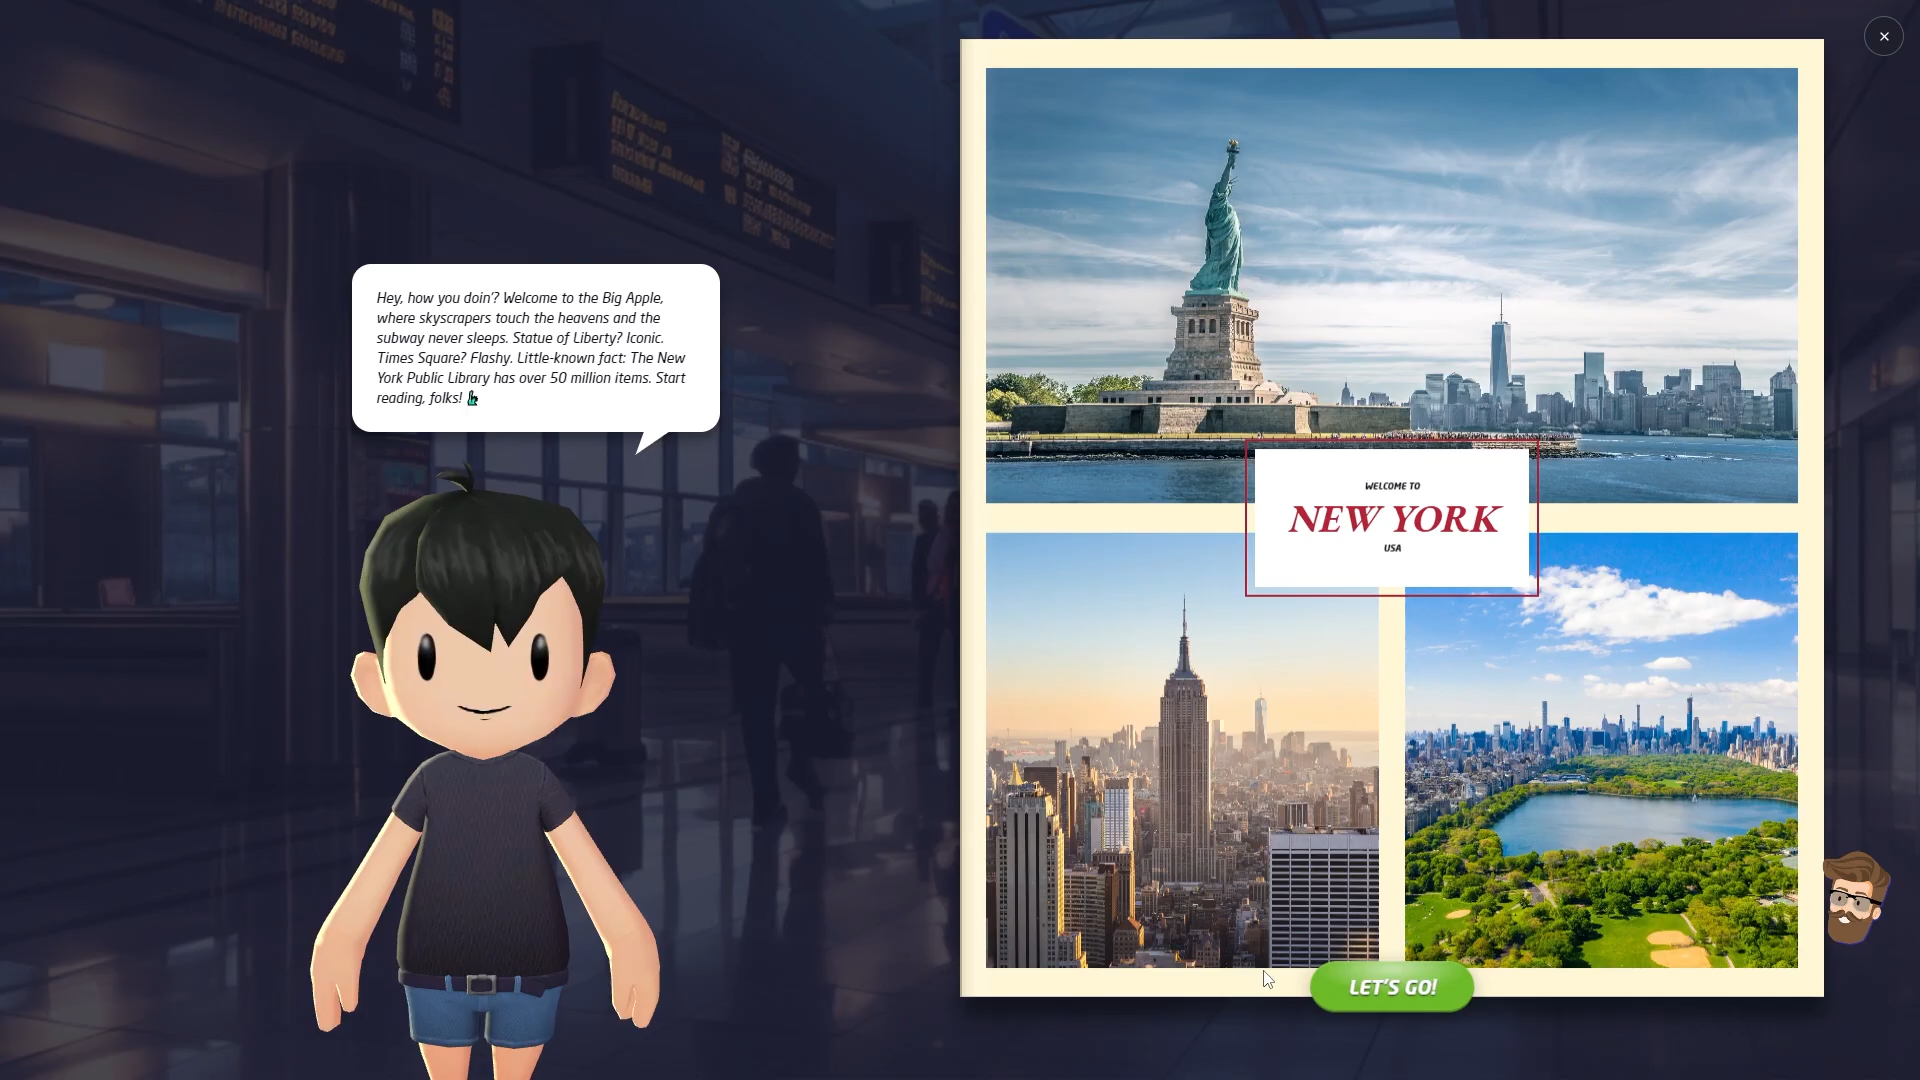 Hey, how you doin'? Welcome to the Big Apple,
where skyscrapers touch the heavens and the
subway never sleeps. Statue of Liberty? Iconic.
Times Square? Flashy. Little-known fact: The New
York Public Library has over 50 million items. Start
reading, folks!
WELCOME TO
NEW YORK
USA
LET'S GO!